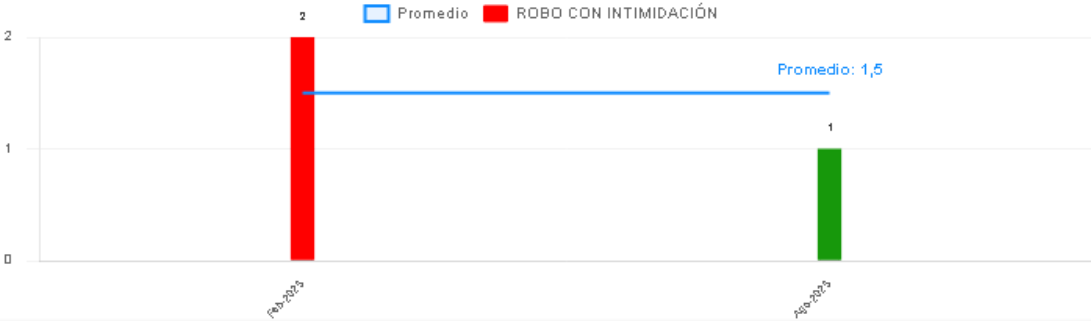 Promedio ROBO CON INTIMIDACIÓN
2
2
Promedio: 1,5
1
1
0
Feb-2025
Ago-2025